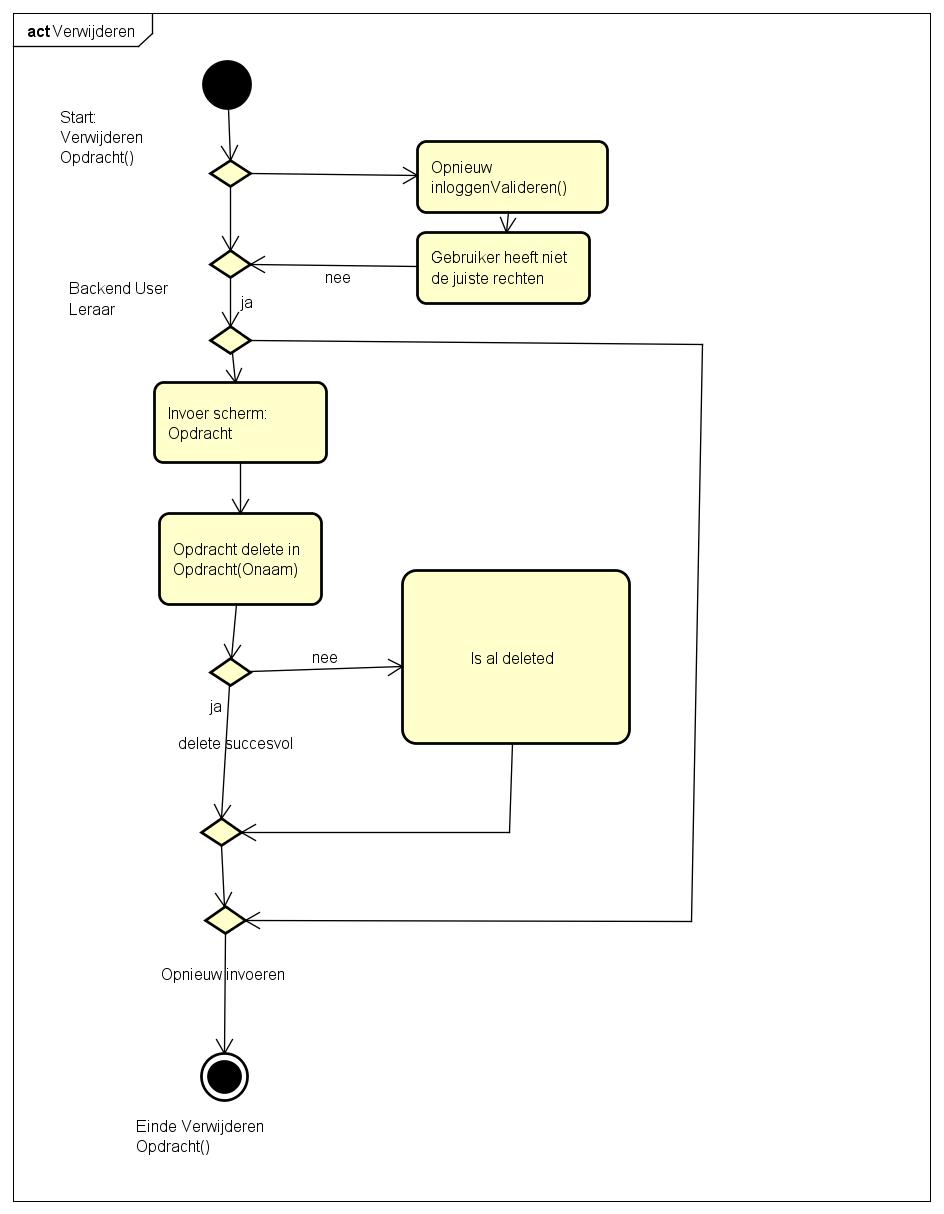 act Verwijderen
Start:
Verwijderen
Opdracht()
Opnieuw
inloggenValideren()
Gebruiker heeft niet
de juiste rechten
nee
Backend User
Leraar
ja
Invoer scherm:
Opdracht
Opdracht delete in
Opdracht(Onaam)
nee
Is al deleted
ja
delete succesvol
Opnieuw invoeren
Einde Verwijderen
Opdracht()